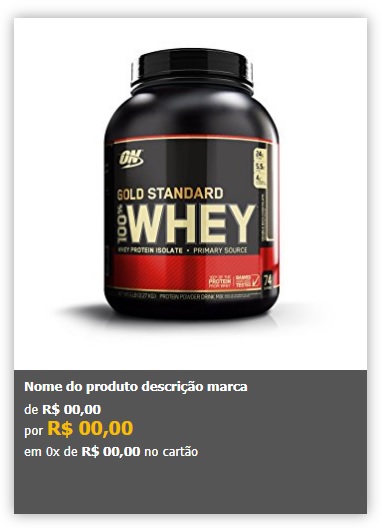 ON
GOLD STANDARD
100% WHEY
WHEY PROTEIN ISOLATE • PRIMARY SOURCE
74
Nome do produto descrição marca
de R$ 00,00
por R$ 00,00
em 0x de R$ 00,00 no cartão